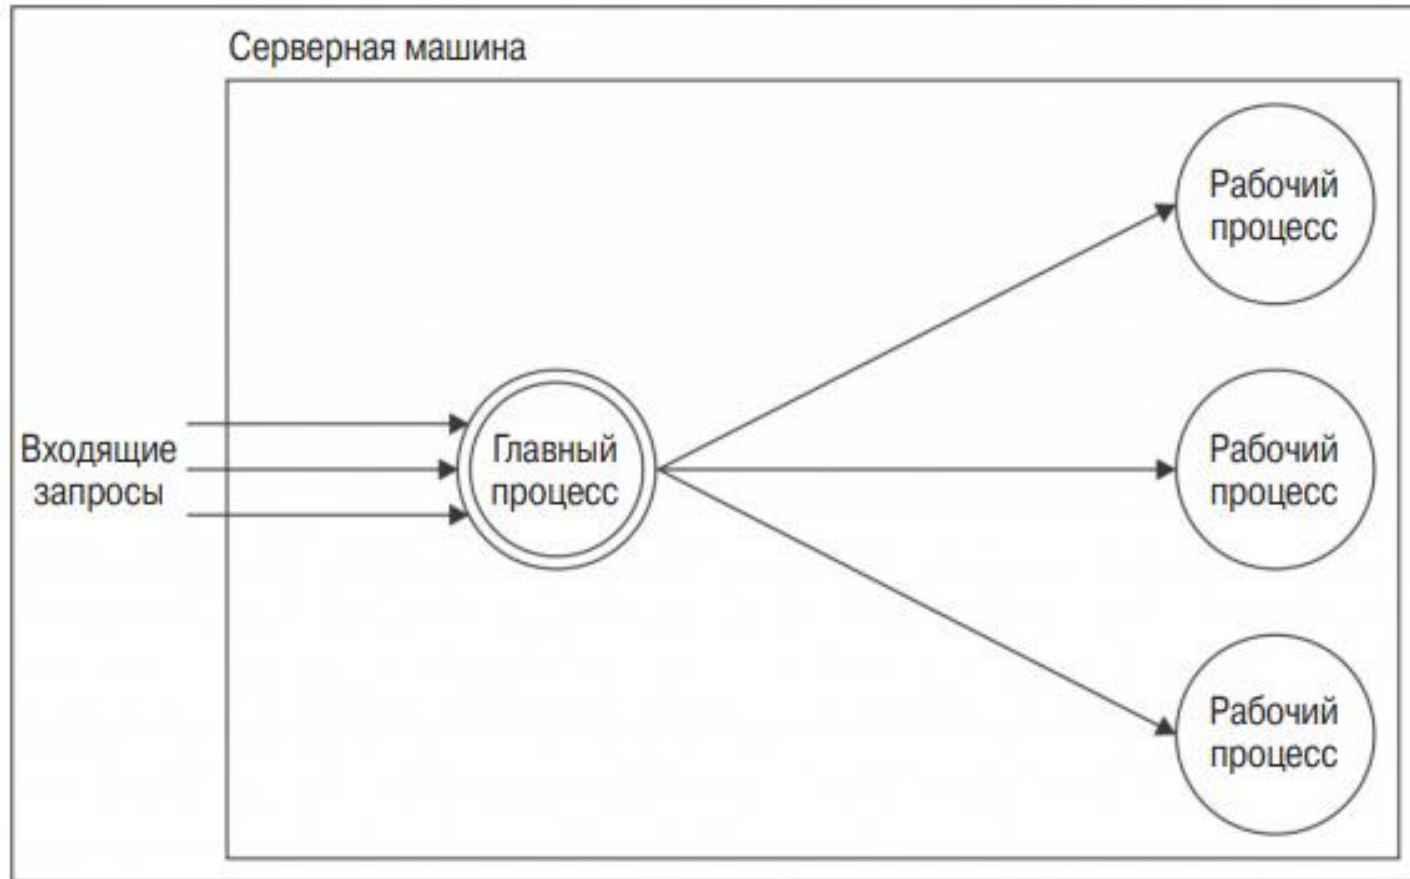 Серверная машина
Рабочий
процесс
Входящие
запросы
Главный
процесс
Рабочий
процесс
Рабочий
процесс